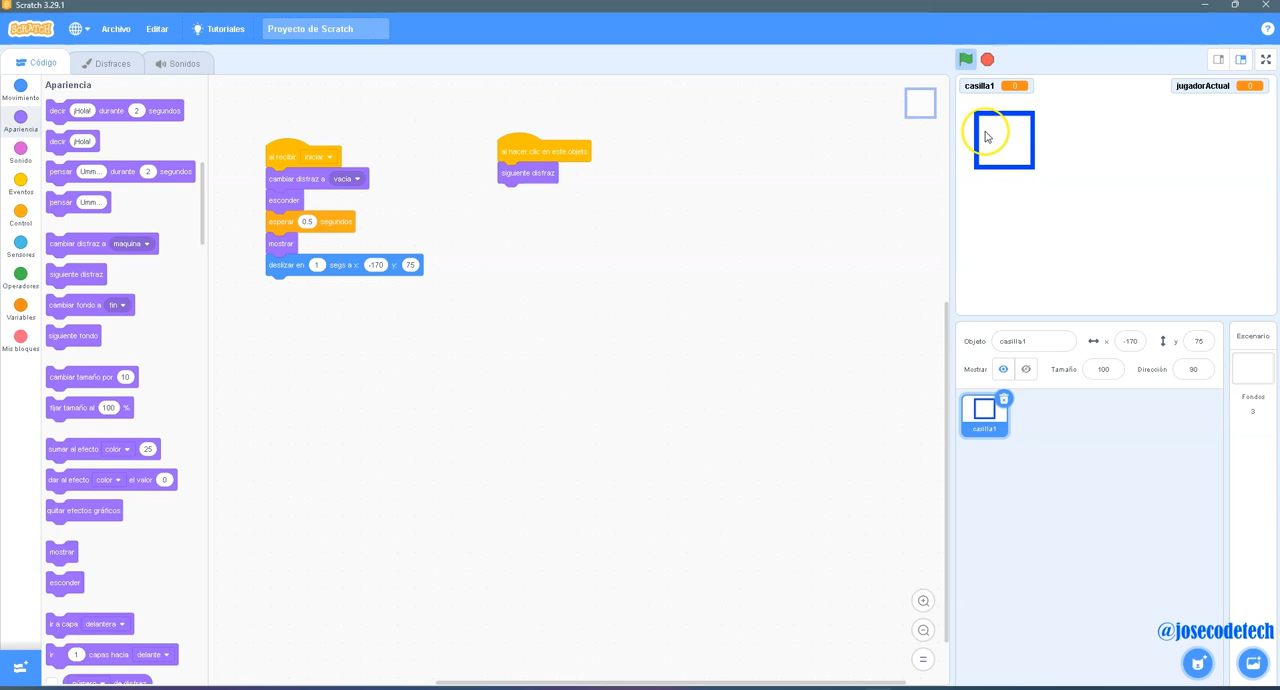 Scratch 3.29.1
SCRATCH Archivo Editar Tutoriales Proyecto de Scratch ?
Código Disfraces Sonidos
Movimiento
Apariencia
Sonido
Eventos
Control
Sensores
Operadores
Variables
Mis bloques
Apariencia
decir ¡Hola! durante 2 segundos
decir ¡Hola!
pensar Umm... durante 2 segundos
pensar Umm...
cambiar disfraz a maquina
siguiente disfraz
cambiar fondo a fin
siguiente fondo
cambiar tamaño por 10
fijar tamaño al 100 %
sumar al efecto color 25
dar al efecto color el valor 0
quitar efectos gráficos
mostrar
esconder
ir a capa delantera
ir 1 capas hacia delante
número de disfraz
al recibir iniciar
cambiar disfraz a vacia
esconder
esperar 0.5 segundos
mostrar
deslizar en 1 segs a x: -170 y: 75
al hacer clic en este objeto
siguiente disfraz
casilla1 0
jugadorActual 0
Objeto casilla1 x -170 y 75
Mostrar Tamaño 100 Dirección 90
casilla1
Escenario
Fondos
3
@josecodetech